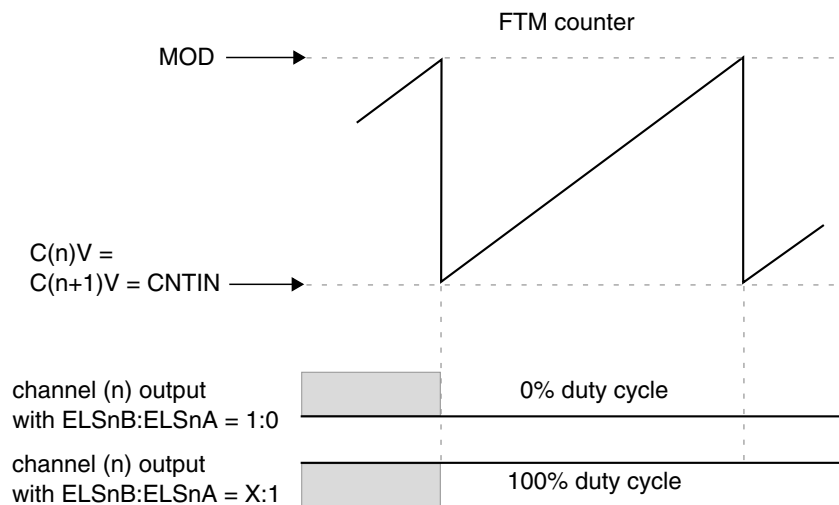 FTM counter
MOD
C(n)V =
C(n+1)V = CNTIN
channel (n) output
with ELSnB:ELSnA = 1:0
0% duty cycle
channel (n) output
with ELSnB:ELSnA = X:1
100% duty cycle